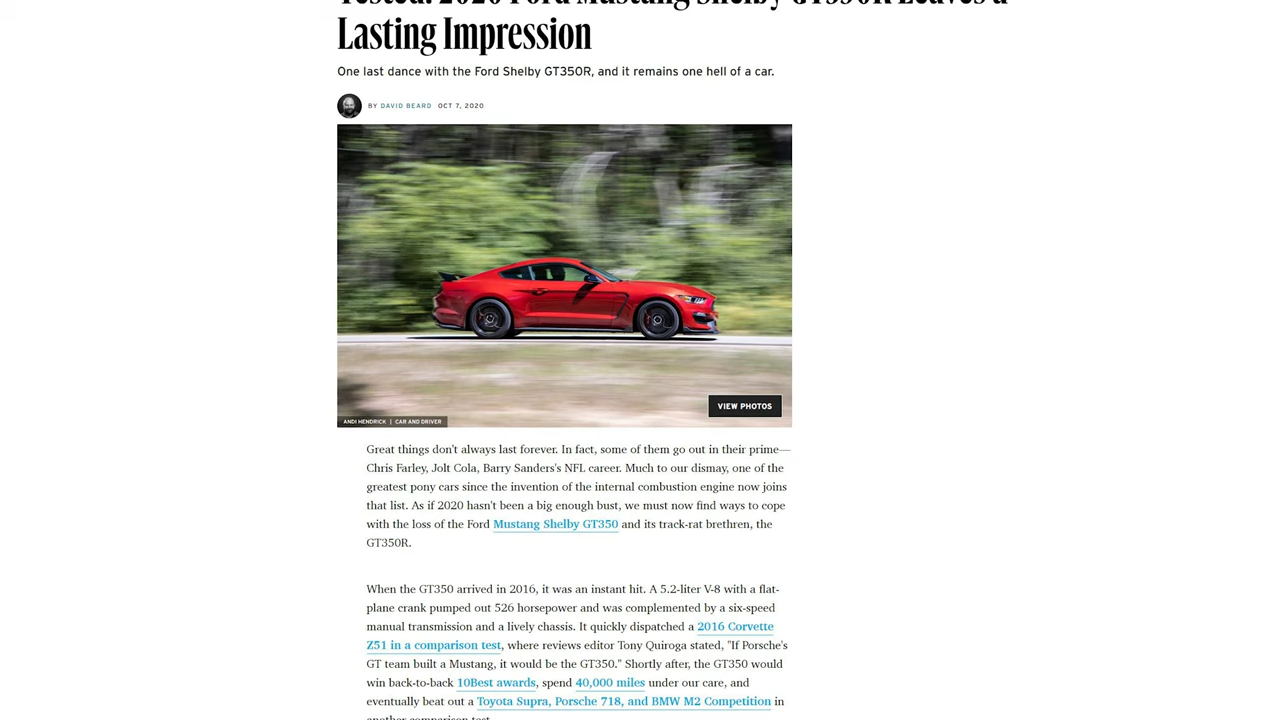 Tested: 2020 Ford Mustang Shelby GT350R Leaves a
Lasting Impression
One last dance with the Ford Shelby GT350R, and it remains one hell of a car.
BY DAVID BEARD OCT 7, 2020
VIEW PHOTOS
ANDI HENDRICK | CAR AND DRIVER
Great things don't always last forever. In fact, some of them go out in their prime—
Chris Farley, Jolt Cola, Barry Sanders's NFL career. Much to our dismay, one of the
greatest pony cars since the invention of the internal combustion engine now joins
that list. As if 2020 hasn't been a big enough bust, we must now find ways to cope
with the loss of the Ford Mustang Shelby GT350 and its track-rat brethren, the
GT350R.
When the GT350 arrived in 2016, it was an instant hit. A 5.2-liter V-8 with a flat-
plane crank pumped out 526 horsepower and was complemented by a six-speed
manual transmission and a lively chassis. It quickly dispatched a 2016 Corvette
Z51 in a comparison test, where reviews editor Tony Quiroga stated, "If Porsche's
GT team built a Mustang, it would be the GT350." Shortly after, the GT350 would
win back-to-back 10Best awards, spend 40,000 miles under our care, and
eventually beat out a Toyota Supra, Porsche 718, and BMW M2 Competition in
another comparison test.